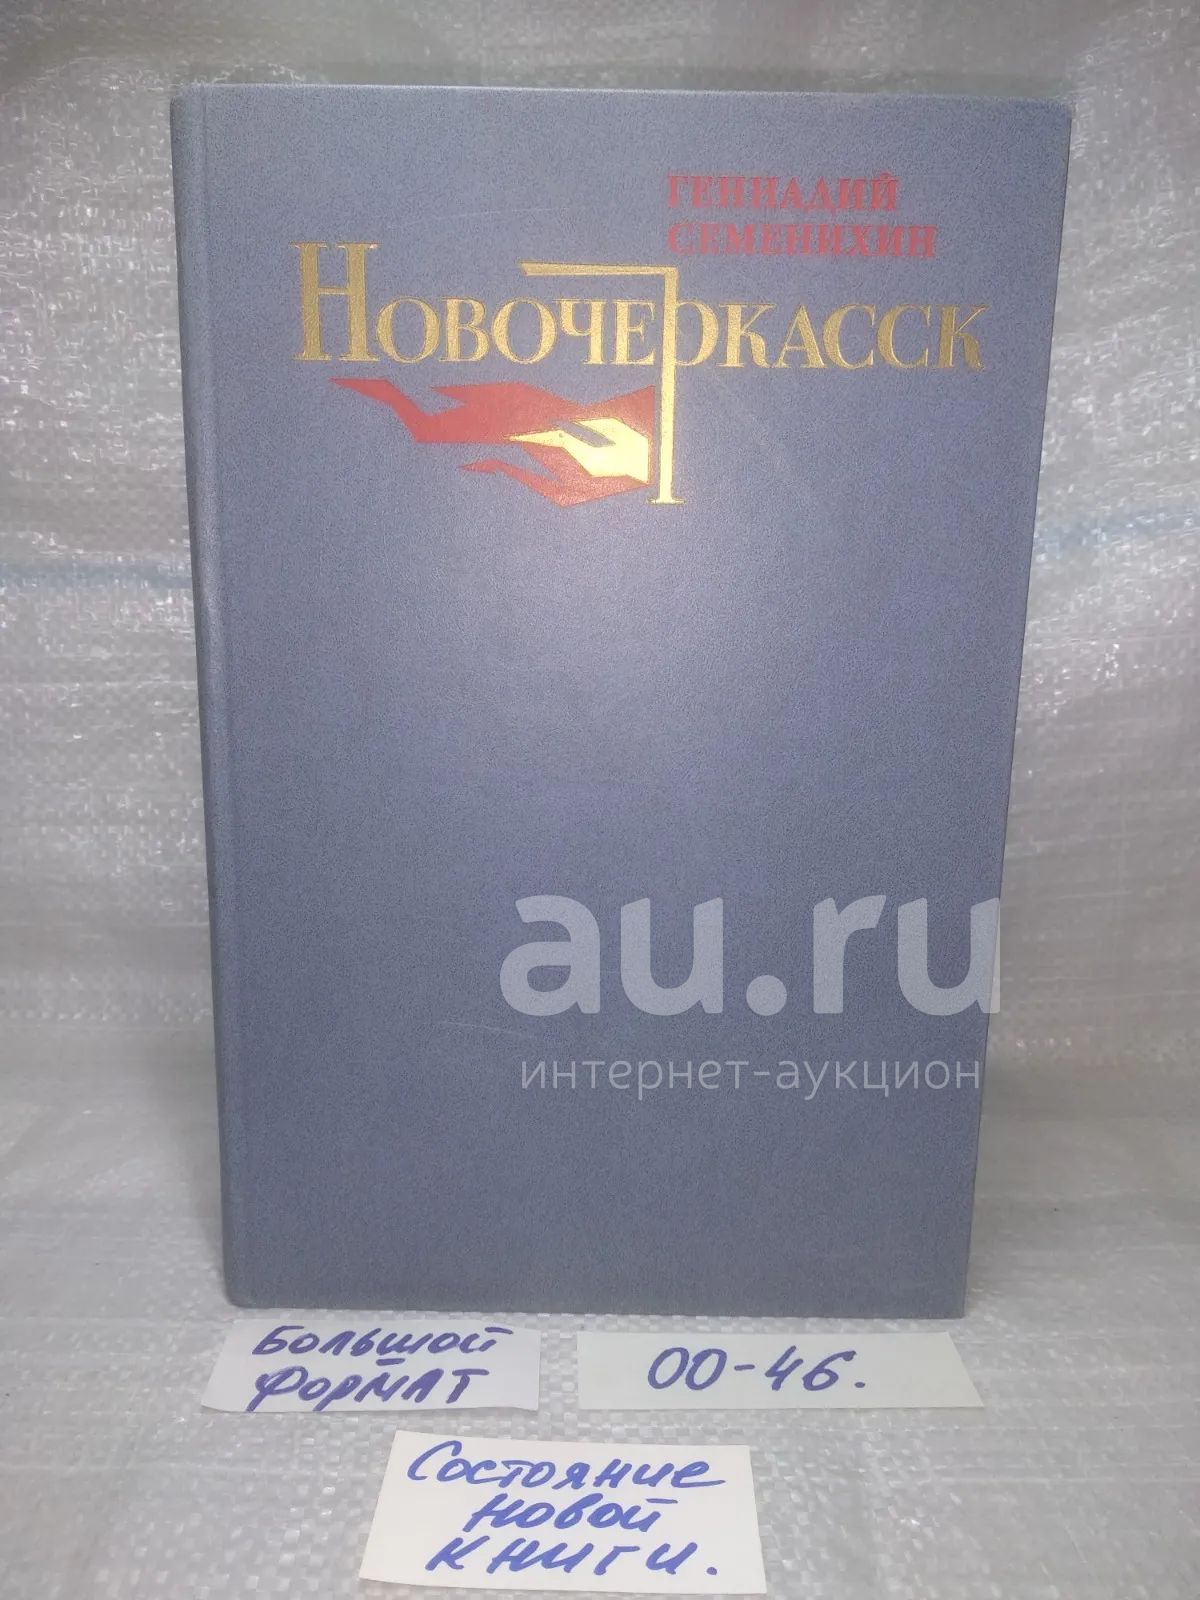 ГЕННАДИЙ
СЕМЕНИХИН
НОВОЧЕРКАССК
au.ru
интернет-аукцион
Большой
формат
00-46.
Состояние
новой
книги.